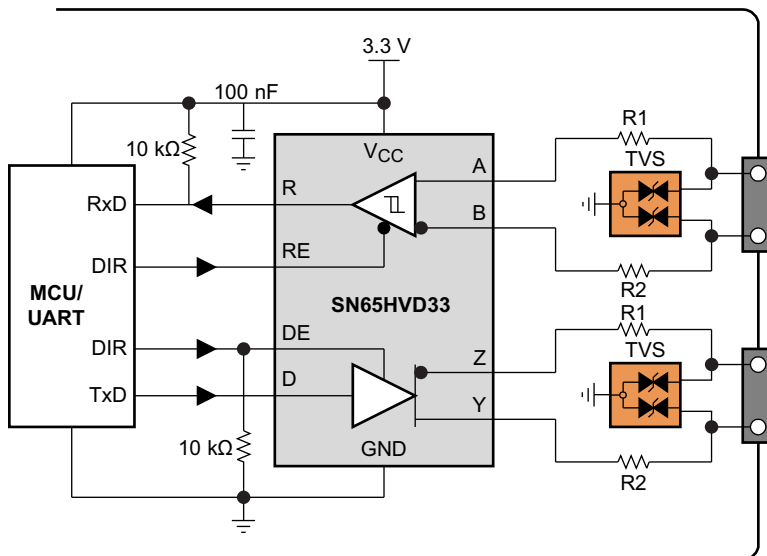 3.3 V
100 nF
R1
10 kΩ
VCC
A
TVS
R
RxD
B
DIR
RE
R2
MCU/
UART
SN65HVD33
R1
DIR
DE
TVS
Z
TxD
D
Y
10 kΩ
GND
R2